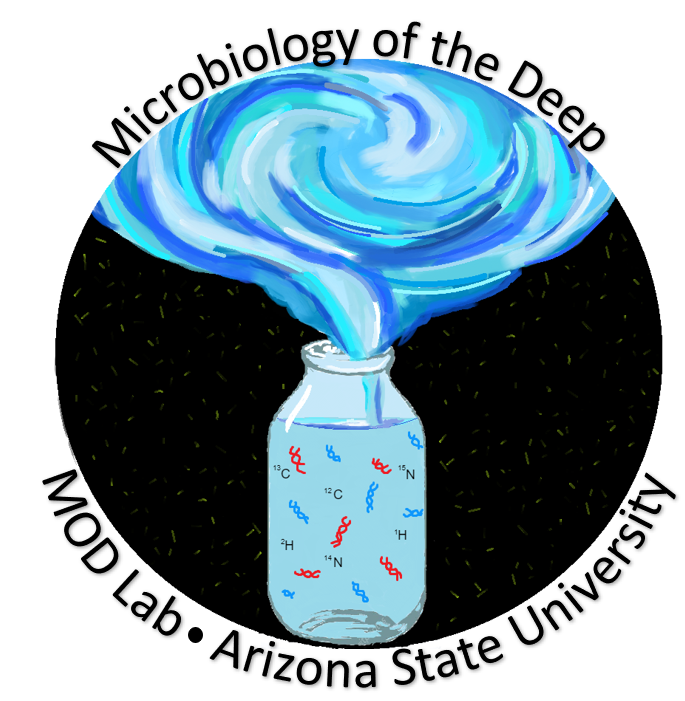 Microbiology of the Deep
¹³C
¹⁵N
¹²C
¹H
²H
¹⁴N
MOD Lab • Arizona State University